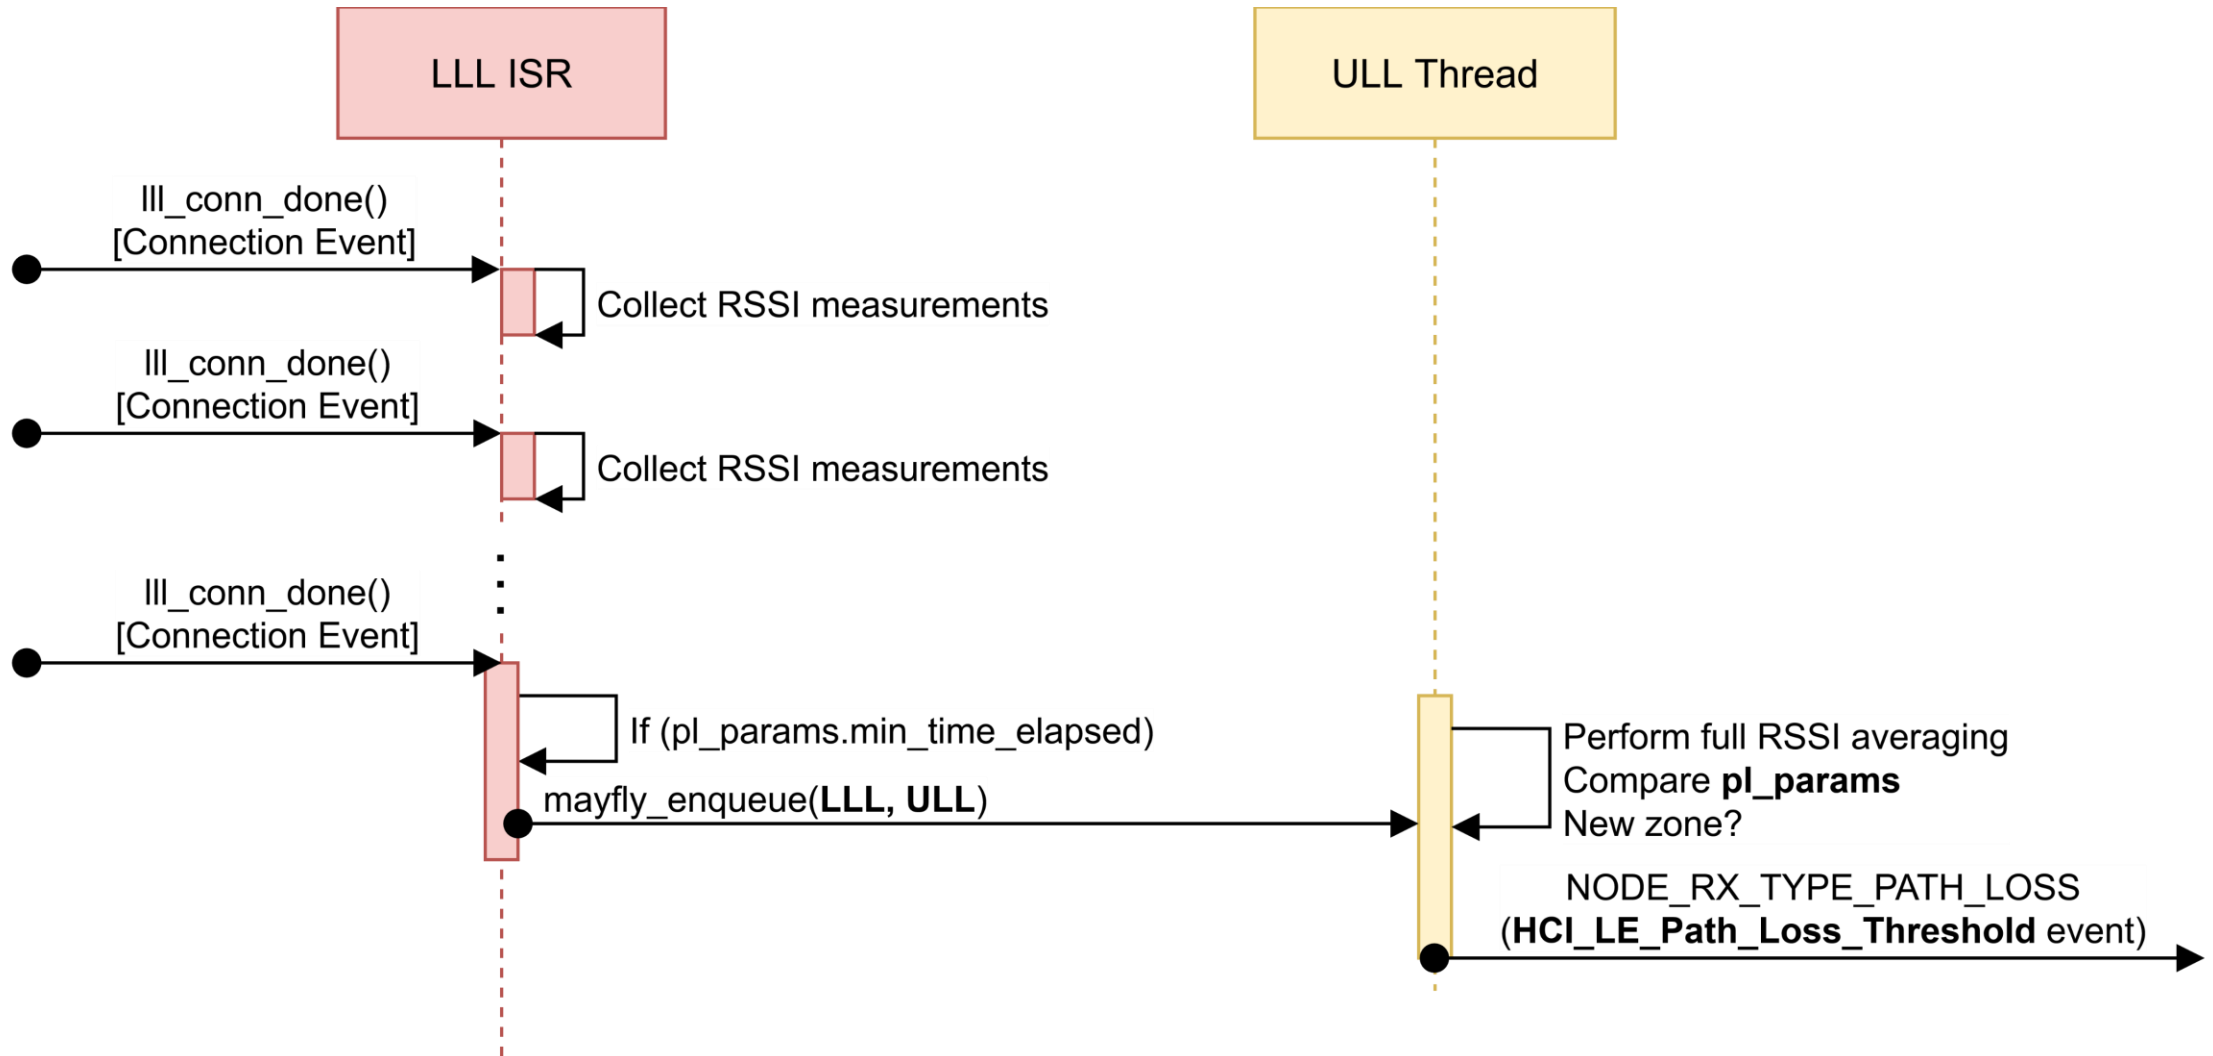 LLL ISR
ULL Thread
lll_conn_done()
[Connection Event]
Collect RSSI measurements
lll_conn_done()
[Connection Event]
Collect RSSI measurements
lll_conn_done()
[Connection Event]
If (pl_params.min_time_elapsed)
mayfly_enqueue(LLL, ULL)
Perform full RSSI averaging
Compare pl_params
New zone?
NODE_RX_TYPE_PATH_LOSS
(HCI_LE_Path_Loss_Threshold event)